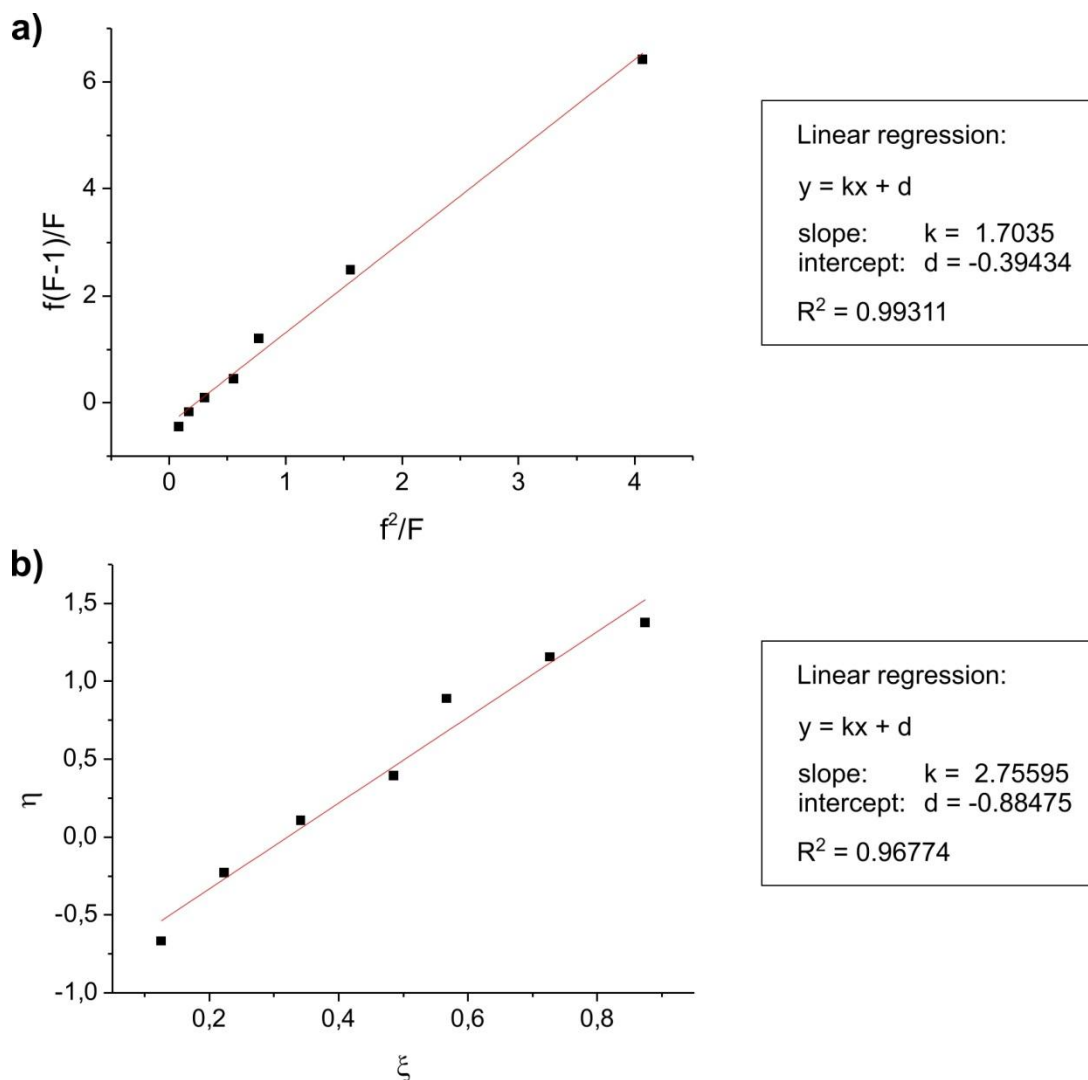 a)
6
4
2
0
f(F-1)/F
0 1 2 3 4
f²/F
Linear regression:
y = kx + d
slope: k = 1.7035
intercept: d = -0.39434
R² = 0.99311
b)
1,5
1,0
0,5
0,0
-0,5
-1,0
η
0,2 0,4 0,6 0,8
ξ
Linear regression:
y = kx + d
slope: k = 2.75595
intercept: d = -0.88475
R² = 0.96774